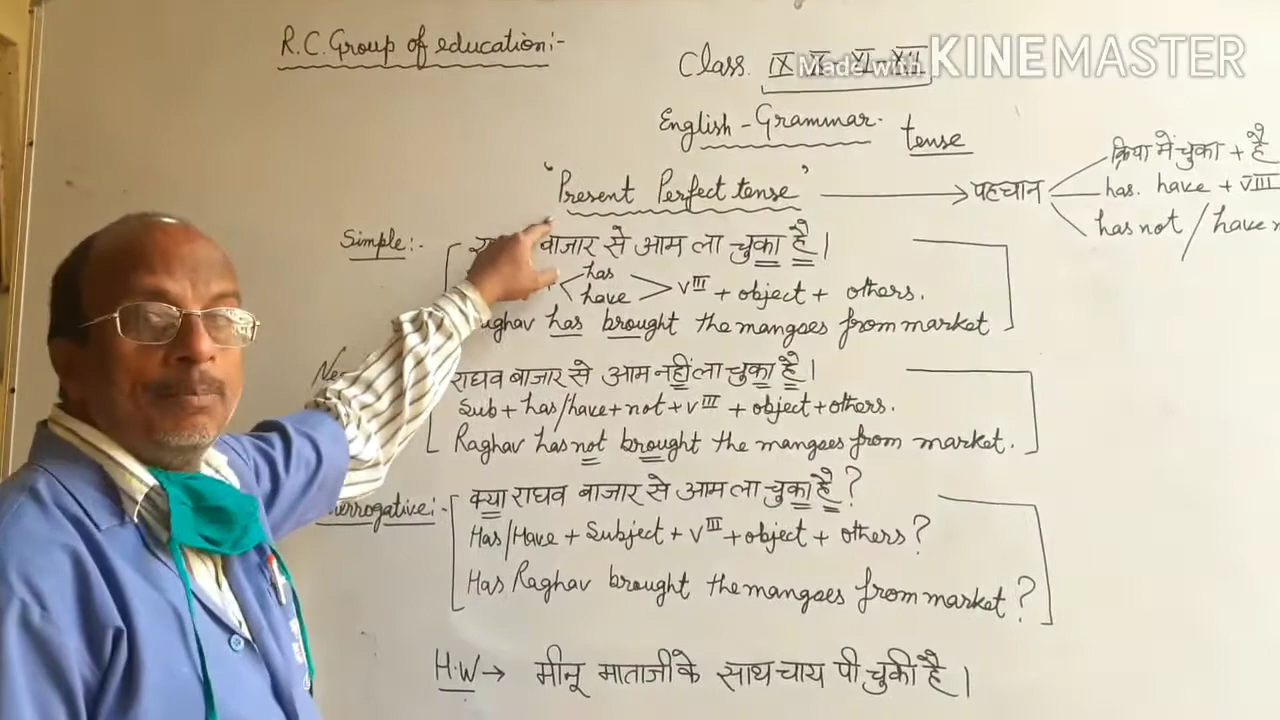 R.C. Group of education:-
Class. IX X - XI - XII
Made with KINEMASTER
English - Grammar.
tense
"Present Perfect tense"
पहचान
क्रिया में चुका + है
has. have + VIII
has not / have
Simple:-
बाजार से आम ला चुका है।
has
have
VIII + object + others.
has brought the mangoes from market
राघव बाजार से आम नहीं ला चुका है।
Sub + has/have + not + VIII + object + others.
Raghav has not brought the mangoes from market.
क्या राघव बाजार से आम ला चुका है?
Has/Have + Subject + VIII + object + others?
Has Raghav brought the mangoes from market?
H.W → मीनू माताजी के साथ चाय पी चुकी है।